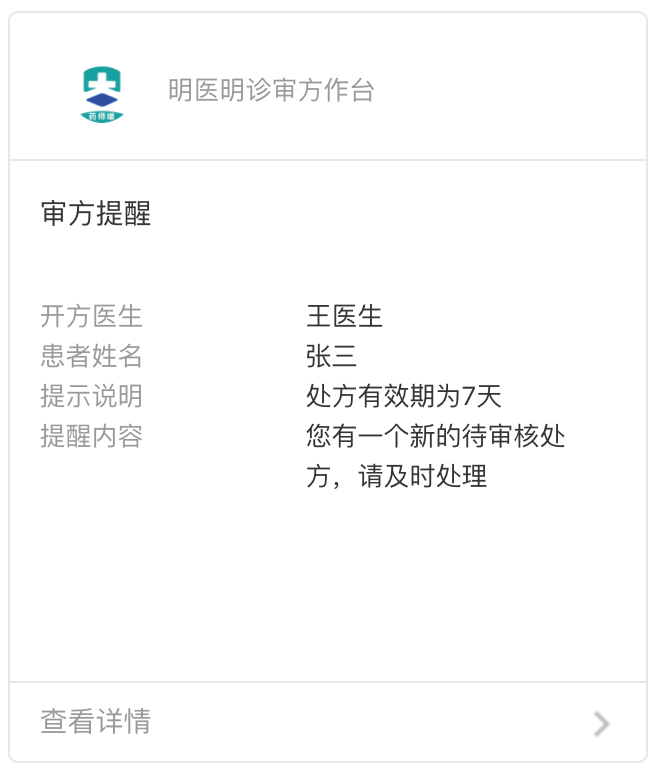 药师端
明医明诊审方作台
审方提醒
开方医生 王医生
患者姓名 张三
提示说明 处方有效期为7天
提醒内容 您有一个新的待审核处
方，请及时处理
查看详情